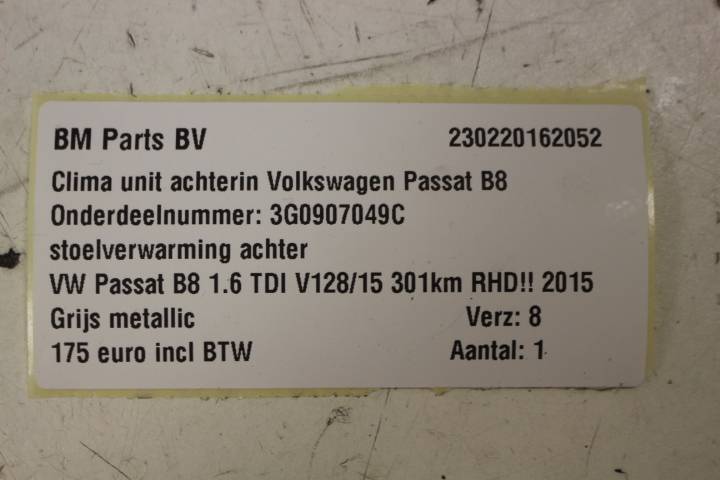 BM Parts BV 230220162052
Clima unit achterin Volkswagen Passat B8
Onderdeelnummer: 3G0907049C
stoelverwarming achter
VW Passat B8 1.6 TDI V128/15 301km RHD!! 2015
Grijs metallic Verz: 8
175 euro incl BTW Aantal: 1